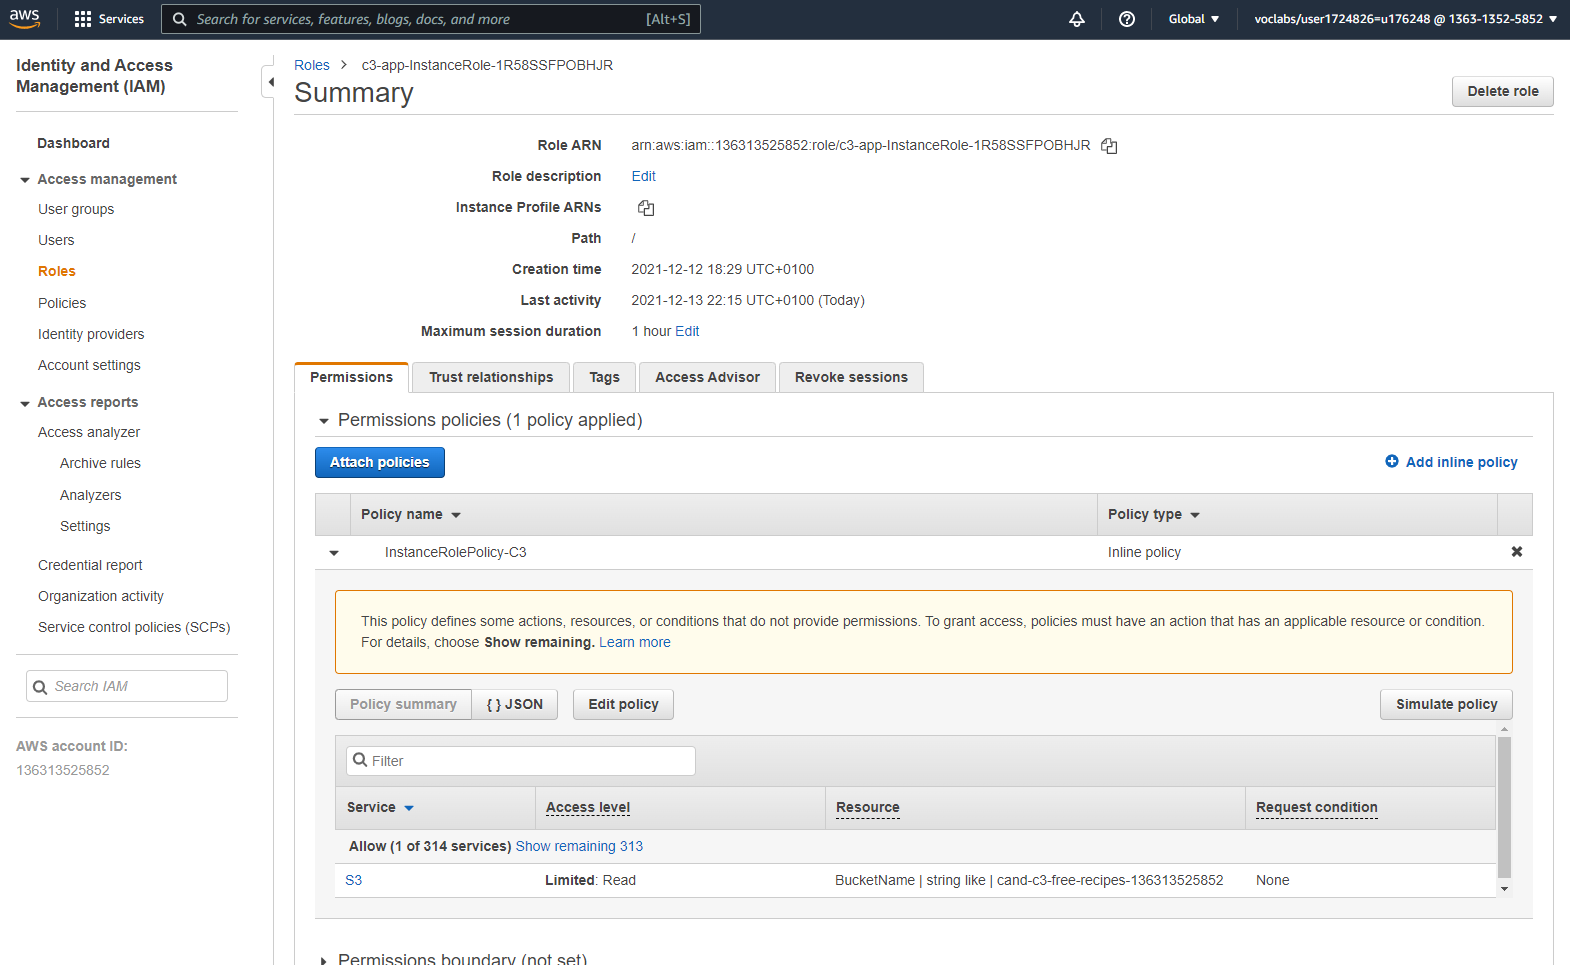 aws Services Search for services, features, blogs, docs, and more [Alt+S] Global voclabs/user1724826=u176248 @ 1363-1352-5852
Identity and Access
Management (IAM)
Dashboard
Access management
User groups
Users
Roles
Policies
Identity providers
Account settings
Access reports
Access analyzer
Archive rules
Analyzers
Settings
Credential report
Organization activity
Service control policies (SCPs)
Search IAM
AWS account ID:
136313525852
Roles > c3-app-InstanceRole-1R58SSFPOBHJR
Summary
Delete role
Role ARN arn:aws:iam::136313525852:role/c3-app-InstanceRole-1R58SSFPOBHJR
Role description Edit
Instance Profile ARNs
Path /
Creation time 2021-12-12 18:29 UTC+0100
Last activity 2021-12-13 22:15 UTC+0100 (Today)
Maximum session duration 1 hour Edit
Permissions Trust relationships Tags Access Advisor Revoke sessions
Permissions policies (1 policy applied)
Attach policies Add inline policy
Policy name Policy type
InstanceRolePolicy-C3 Inline policy
This policy defines some actions, resources, or conditions that do not provide permissions. To grant access, policies must have an action that has an applicable resource or condition.
For details, choose Show remaining. Learn more
Policy summary { } JSON Edit policy Simulate policy
Filter
Service Access level Resource Request condition
Allow (1 of 314 services) Show remaining 313
S3 Limited: Read BucketName | string like | cand-c3-free-recipes-136313525852 None
Permissions boundary (not set)